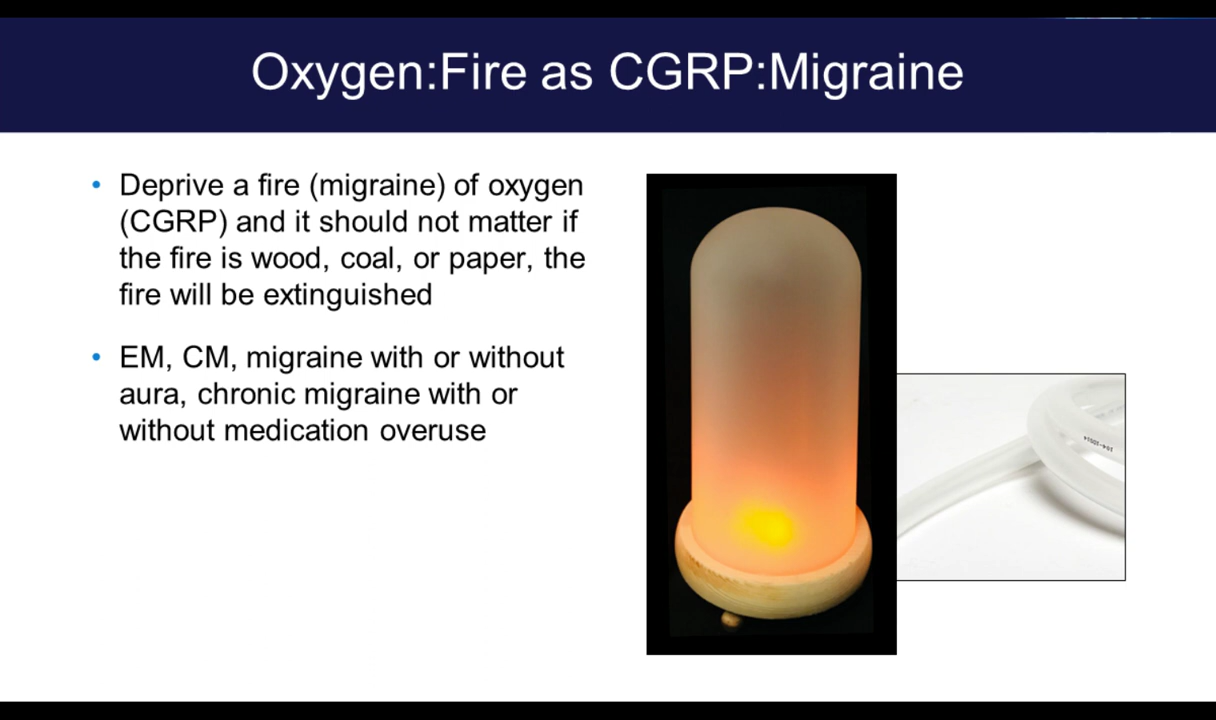 Oxygen:Fire as CGRP:Migraine
• Deprive a fire (migraine) of oxygen
(CGRP) and it should not matter if
the fire is wood, coal, or paper, the
fire will be extinguished
• EM, CM, migraine with or without
aura, chronic migraine with or
without medication overuse